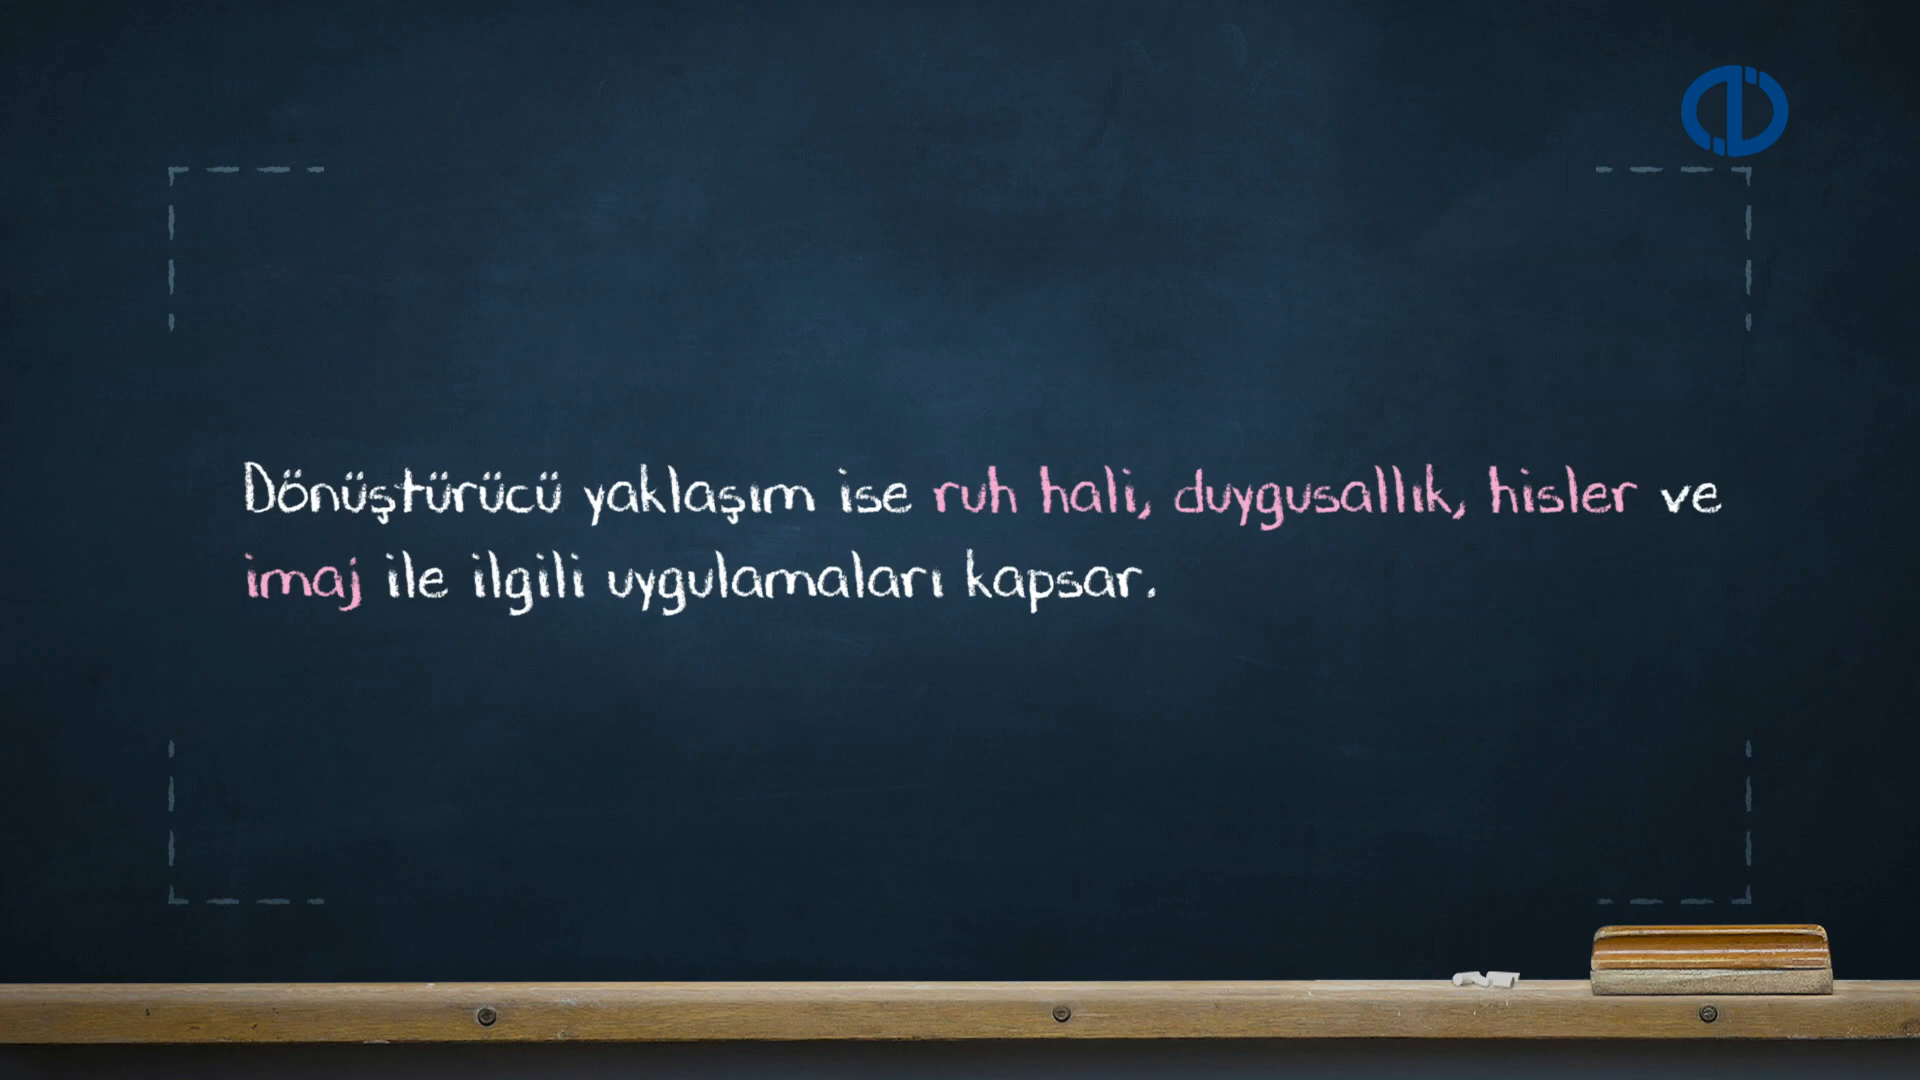 Dönüştürücü yaklaşım ise ruh hali, duygusallık, hisler ve
imaj ile ilgili uygulamaları kapsar.